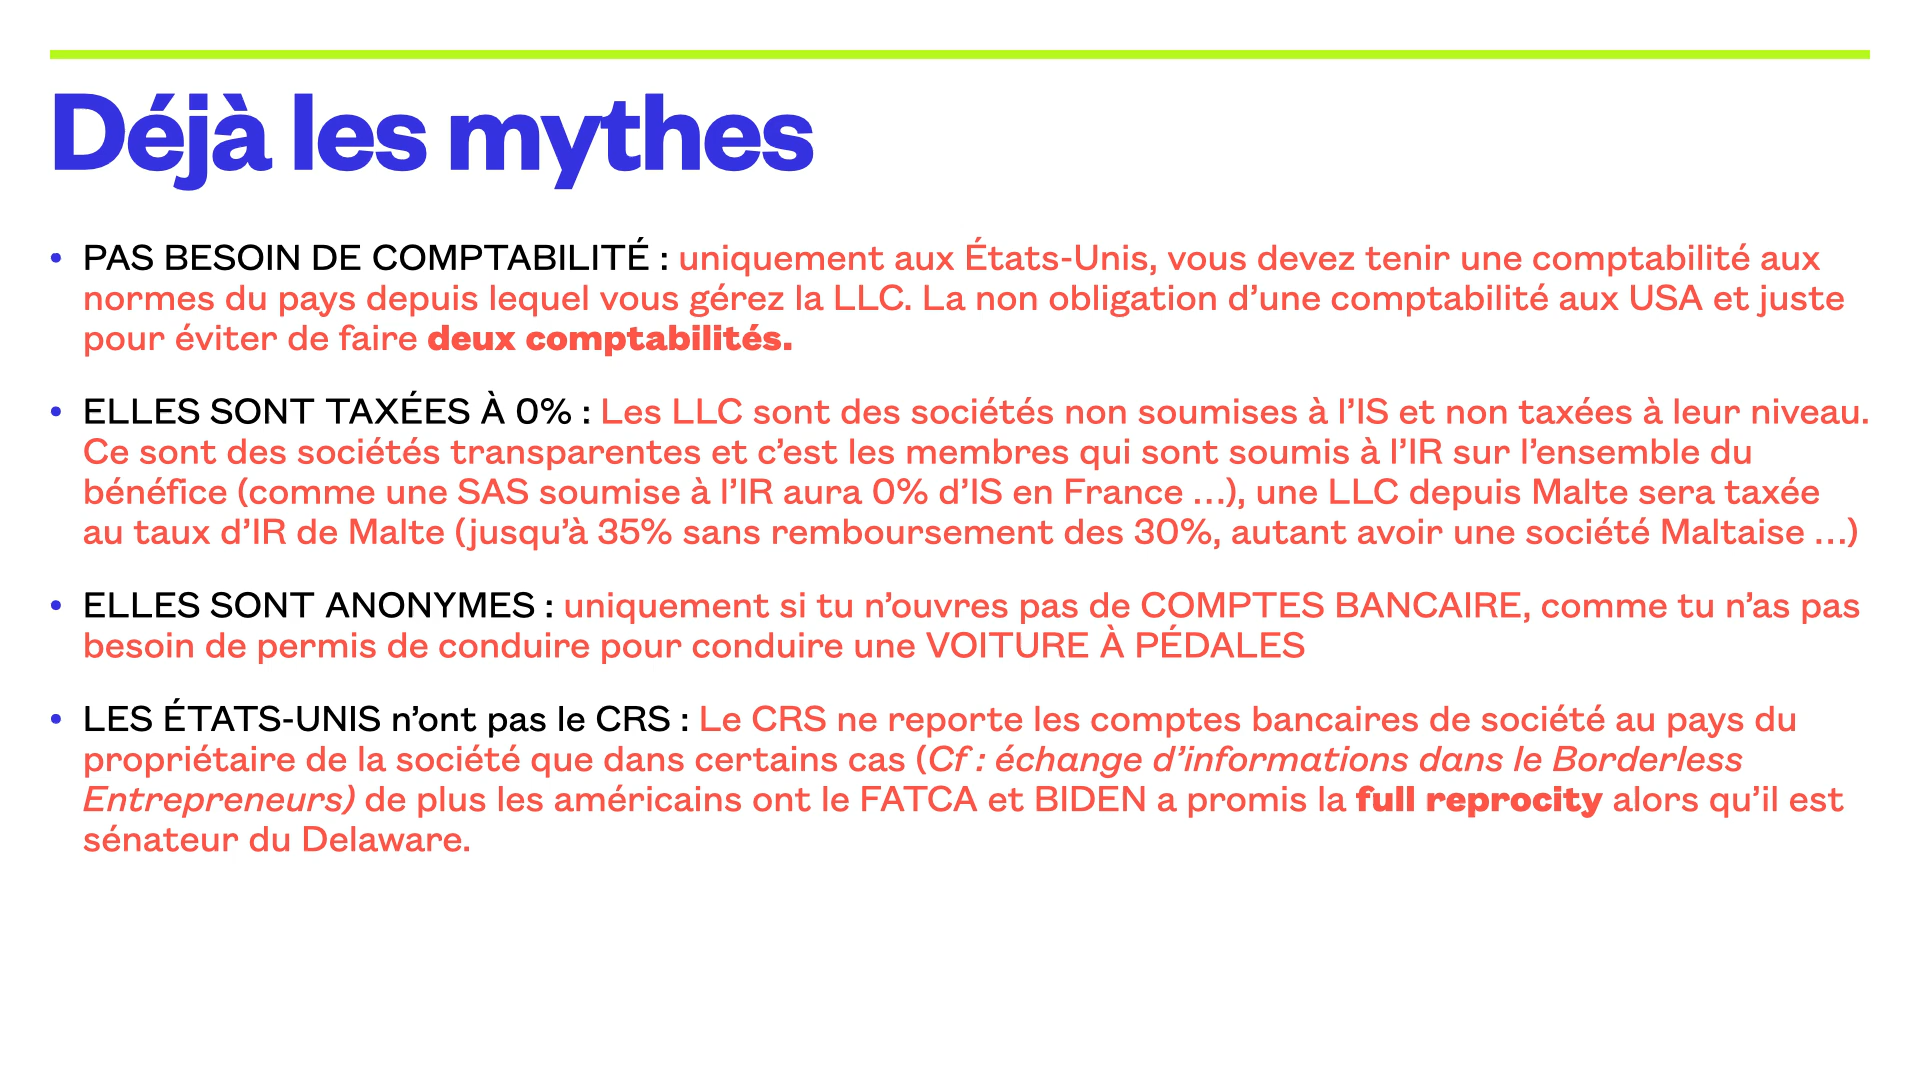 Déjà les mythes
• PAS BESOIN DE COMPTABILITÉ : uniquement aux États-Unis, vous devez tenir une comptabilité aux
normes du pays depuis lequel vous gérez la LLC. La non obligation d’une comptabilité aux USA et juste
pour éviter de faire deux comptabilités.
• ELLES SONT TAXÉES À 0% : Les LLC sont des sociétés non soumises à l’IS et non taxées à leur niveau.
Ce sont des sociétés transparentes et c’est les membres qui sont soumis à l’IR sur l’ensemble du
bénéfice (comme une SAS soumise à l’IR aura 0% d’IS en France …), une LLC depuis Malte sera taxée
au taux d’IR de Malte (jusqu’à 35% sans remboursement des 30%, autant avoir une société Maltaise …)
• ELLES SONT ANONYMES : uniquement si tu n’ouvres pas de COMPTES BANCAIRE, comme tu n’as pas
besoin de permis de conduire pour conduire une VOITURE À PÉDALES
• LES ÉTATS-UNIS n’ont pas le CRS : Le CRS ne reporte les comptes bancaires de société au pays du
propriétaire de la société que dans certains cas (Cf : échange d’informations dans le Borderless
Entrepreneurs) de plus les américains ont le FATCA et BIDEN a promis la full reprocity alors qu’il est
sénateur du Delaware.